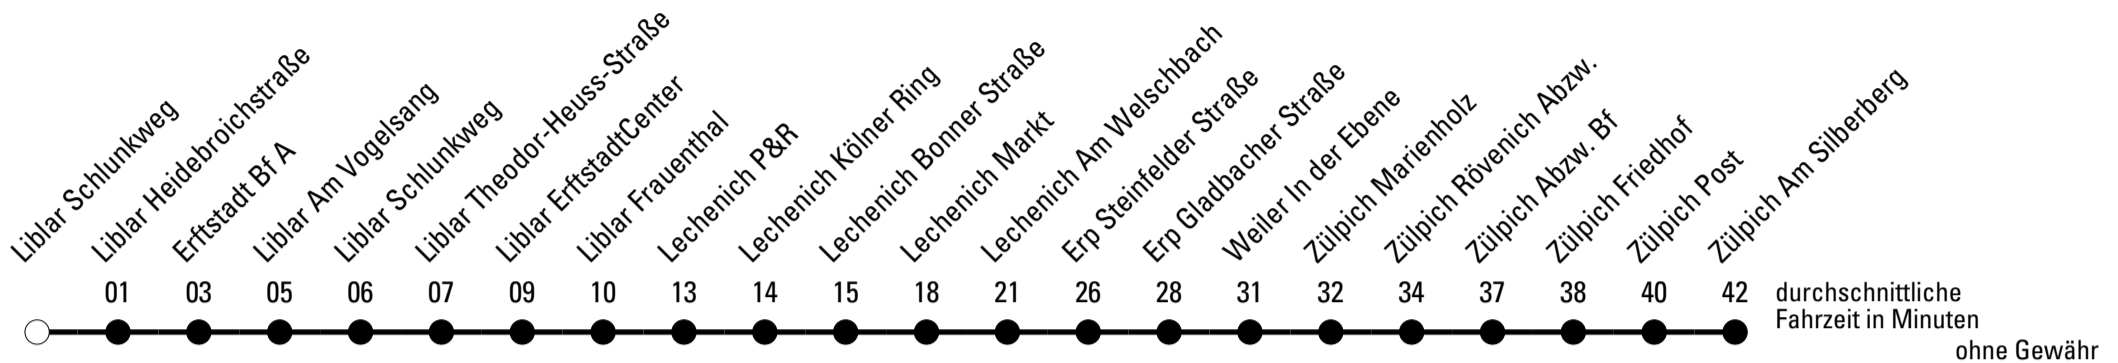 Liblar Schlunkweg
Liblar Heidebroichstraße
Erftstadt Bf A
Liblar Am Vogelsang
Liblar Schlunkweg
Liblar Theodor-Heuss-Straße
Liblar ErftstadtCenter
Liblar Frauenthal
Lechenich P&R
Lechenich Kölner Ring
Lechenich Bonner Straße
Lechenich Markt
Lechenich Am Welschbach
Erp Steinfelder Straße
Erp Gladbacher Straße
Weiler In der Ebene
Zülpich Marienholz
Zülpich Rövenich Abzw.
Zülpich Abzw. Bf
Zülpich Friedhof
Zülpich Post
Zülpich Am Silberberg
01 03 05 06 07 09 10 13 14 15 18 21 26 28 31 32 34 37 38 40 42
durchschnittliche
Fahrzeit in Minuten
ohne Gewähr